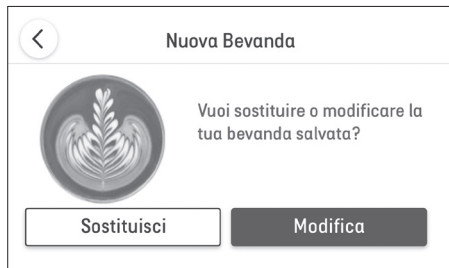 Nuova Bevanda
Vuoi sostituire o modificare la
tua bevanda salvata?
Sostituisci
Modifica